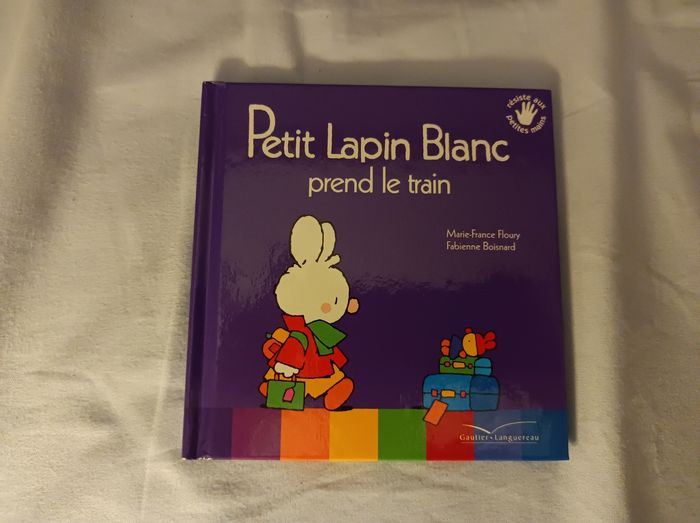 résiste aux
petites mains
Petit Lapin Blanc
prend le train
Marie-France Floury
Fabienne Boisnard
Gautier • Languereau